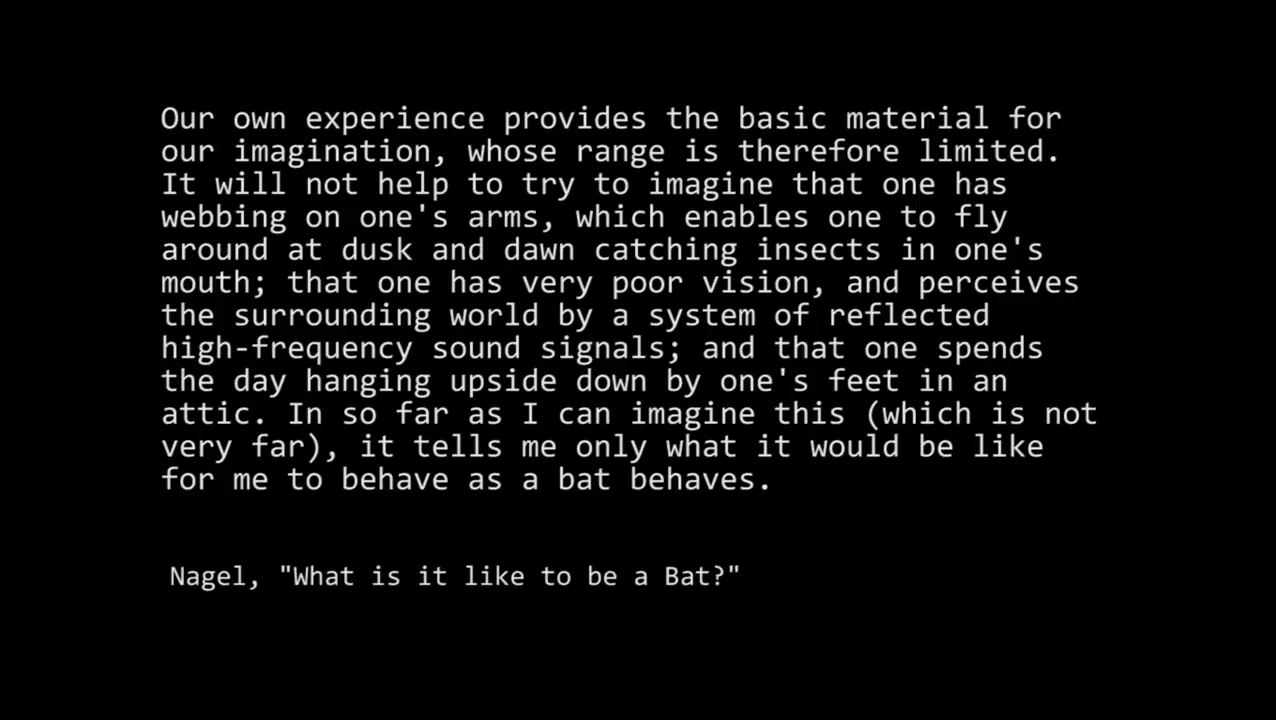 Our own experience provides the basic material for
our imagination, whose range is therefore limited.
It will not help to try to imagine that one has
webbing on one's arms, which enables one to fly
around at dusk and dawn catching insects in one's
mouth; that one has very poor vision, and perceives
the surrounding world by a system of reflected
high-frequency sound signals; and that one spends
the day hanging upside down by one's feet in an
attic. In so far as I can imagine this (which is not
very far), it tells me only what it would be like
for me to behave as a bat behaves.
Nagel, "What is it like to be a Bat?"